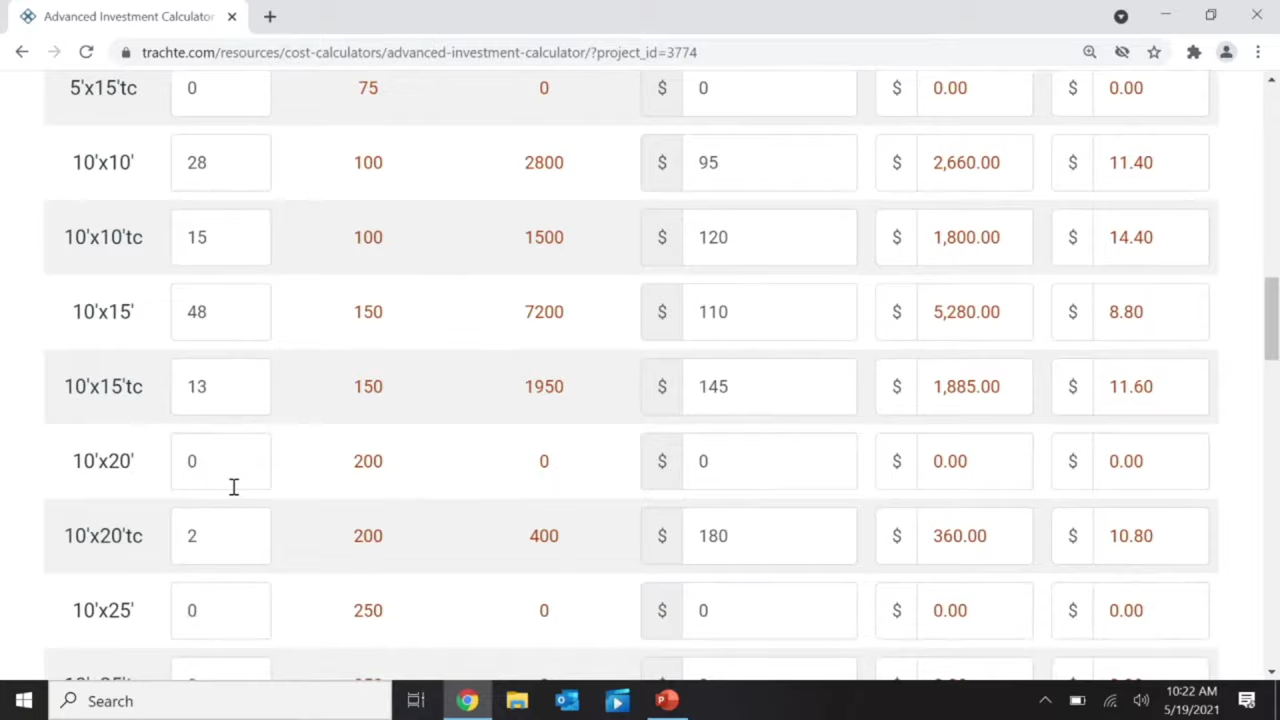 Advanced Investment Calculator
trachte.com/resources/cost-calculators/advanced-investment-calculator/?project_id=3774
5'x15'tc 0 75 0 $ 0 $ 0.00 $ 0.00
10'x10' 28 100 2800 $ 95 $ 2,660.00 $ 11.40
10'x10'tc 15 100 1500 $ 120 $ 1,800.00 $ 14.40
10'x15' 48 150 7200 $ 110 $ 5,280.00 $ 8.80
10'x15'tc 13 150 1950 $ 145 $ 1,885.00 $ 11.60
10'x20' 0 200 0 $ 0 $ 0.00 $ 0.00
10'x20'tc 2 200 400 $ 180 $ 360.00 $ 10.80
10'x25' 0 250 0 $ 0 $ 0.00 $ 0.00
Search
10:22 AM
5/19/2021